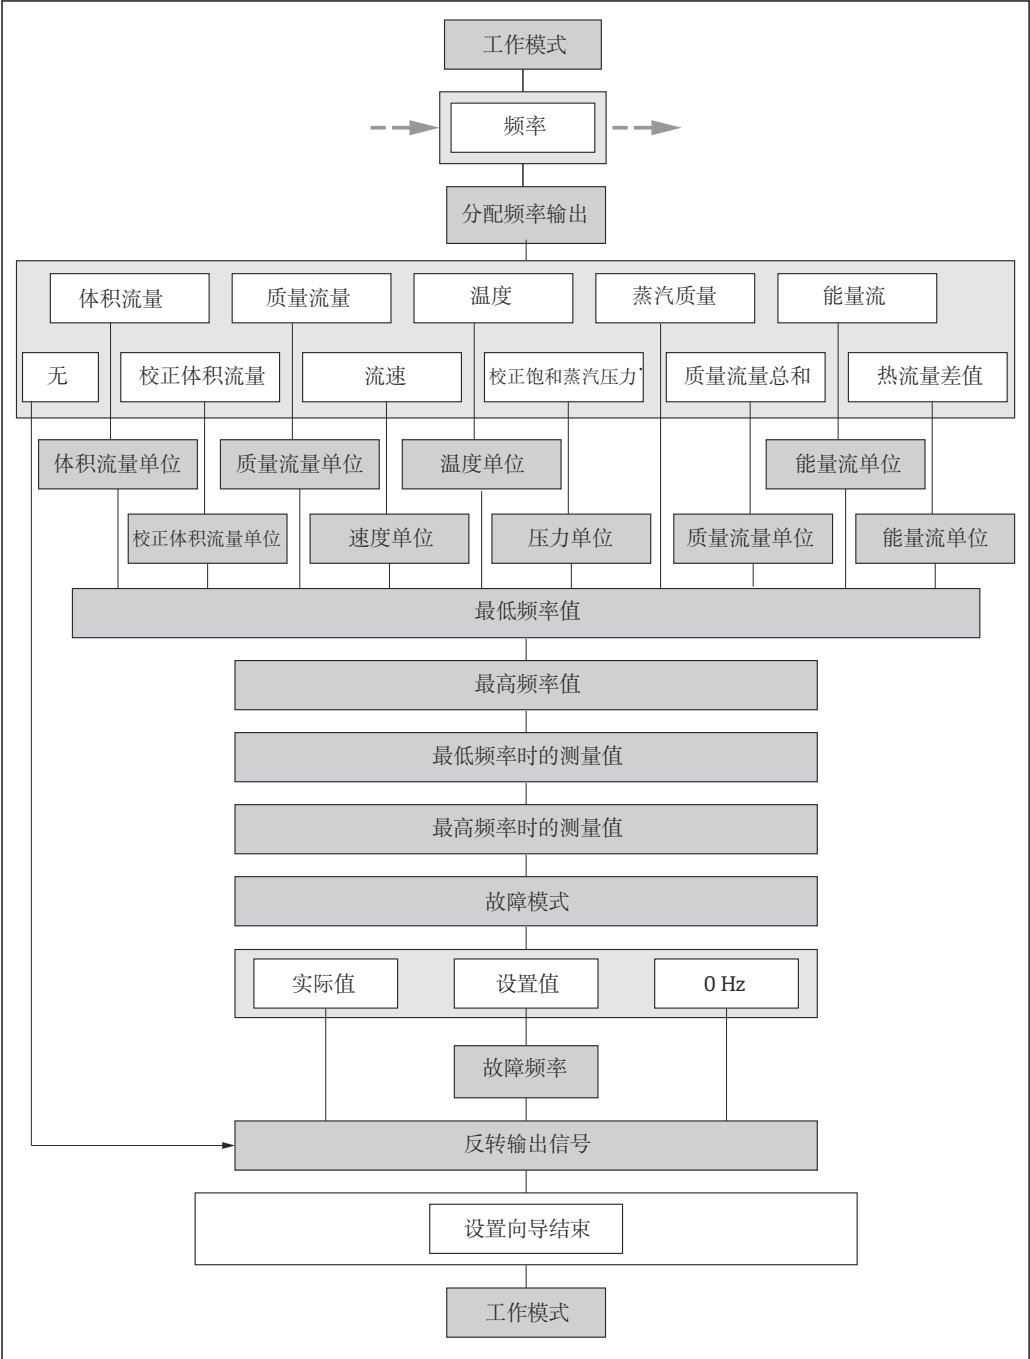 工作模式
频率
分配频率输出
体积流量
质量流量
温度
蒸汽质量
能量流
无
校正体积流量
流速
校正饱和蒸汽压力*
质量流量总和
热流量差值
体积流量单位
质量流量单位
温度单位
能量流单位
校正体积流量单位
速度单位
压力单位
质量流量单位
能量流单位
最低频率值
最高频率值
最低频率时的测量值
最高频率时的测量值
故障模式
实际值
设置值
0 Hz
故障频率
反转输出信号
设置向导结束
工作模式